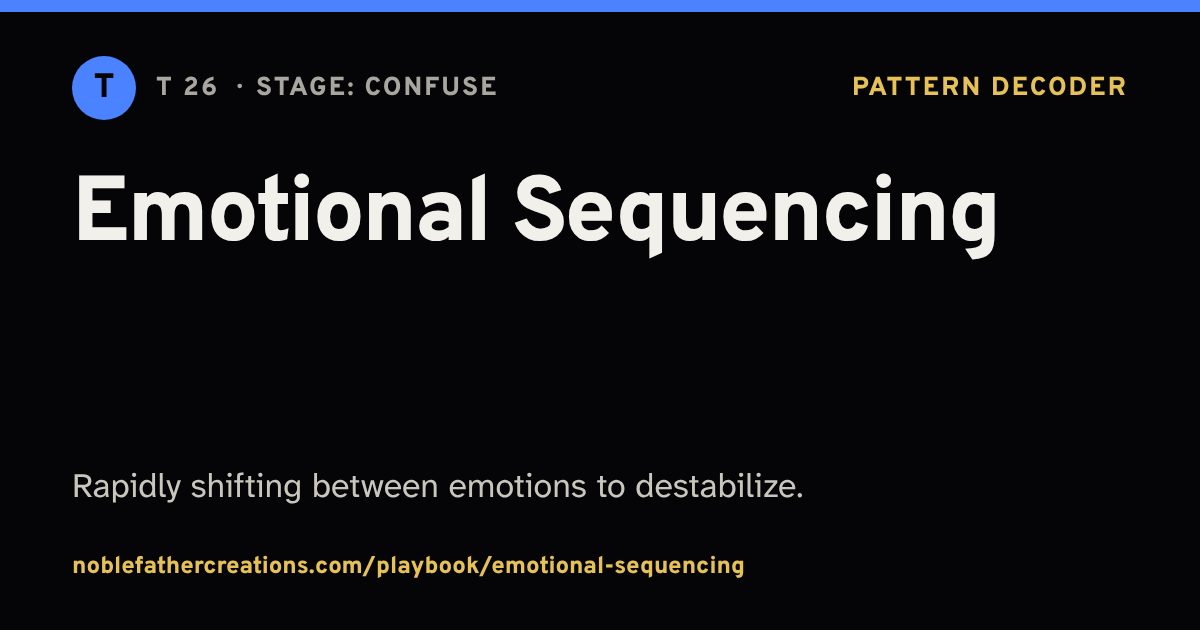 T
T 26 · STAGE: CONFUSE
PATTERN DECODER
Emotional Sequencing
Rapidly shifting between emotions to destabilize.
noblefathercreations.com/playbook/emotional-sequencing